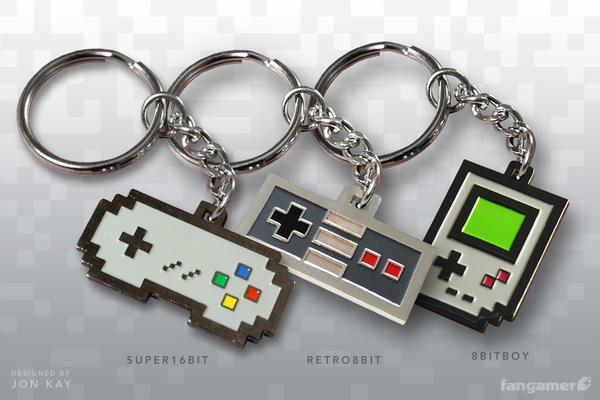 SUPER16BIT
RETRO8BIT
8BITBOY
DESIGNED BY
JON KAY
fangamer